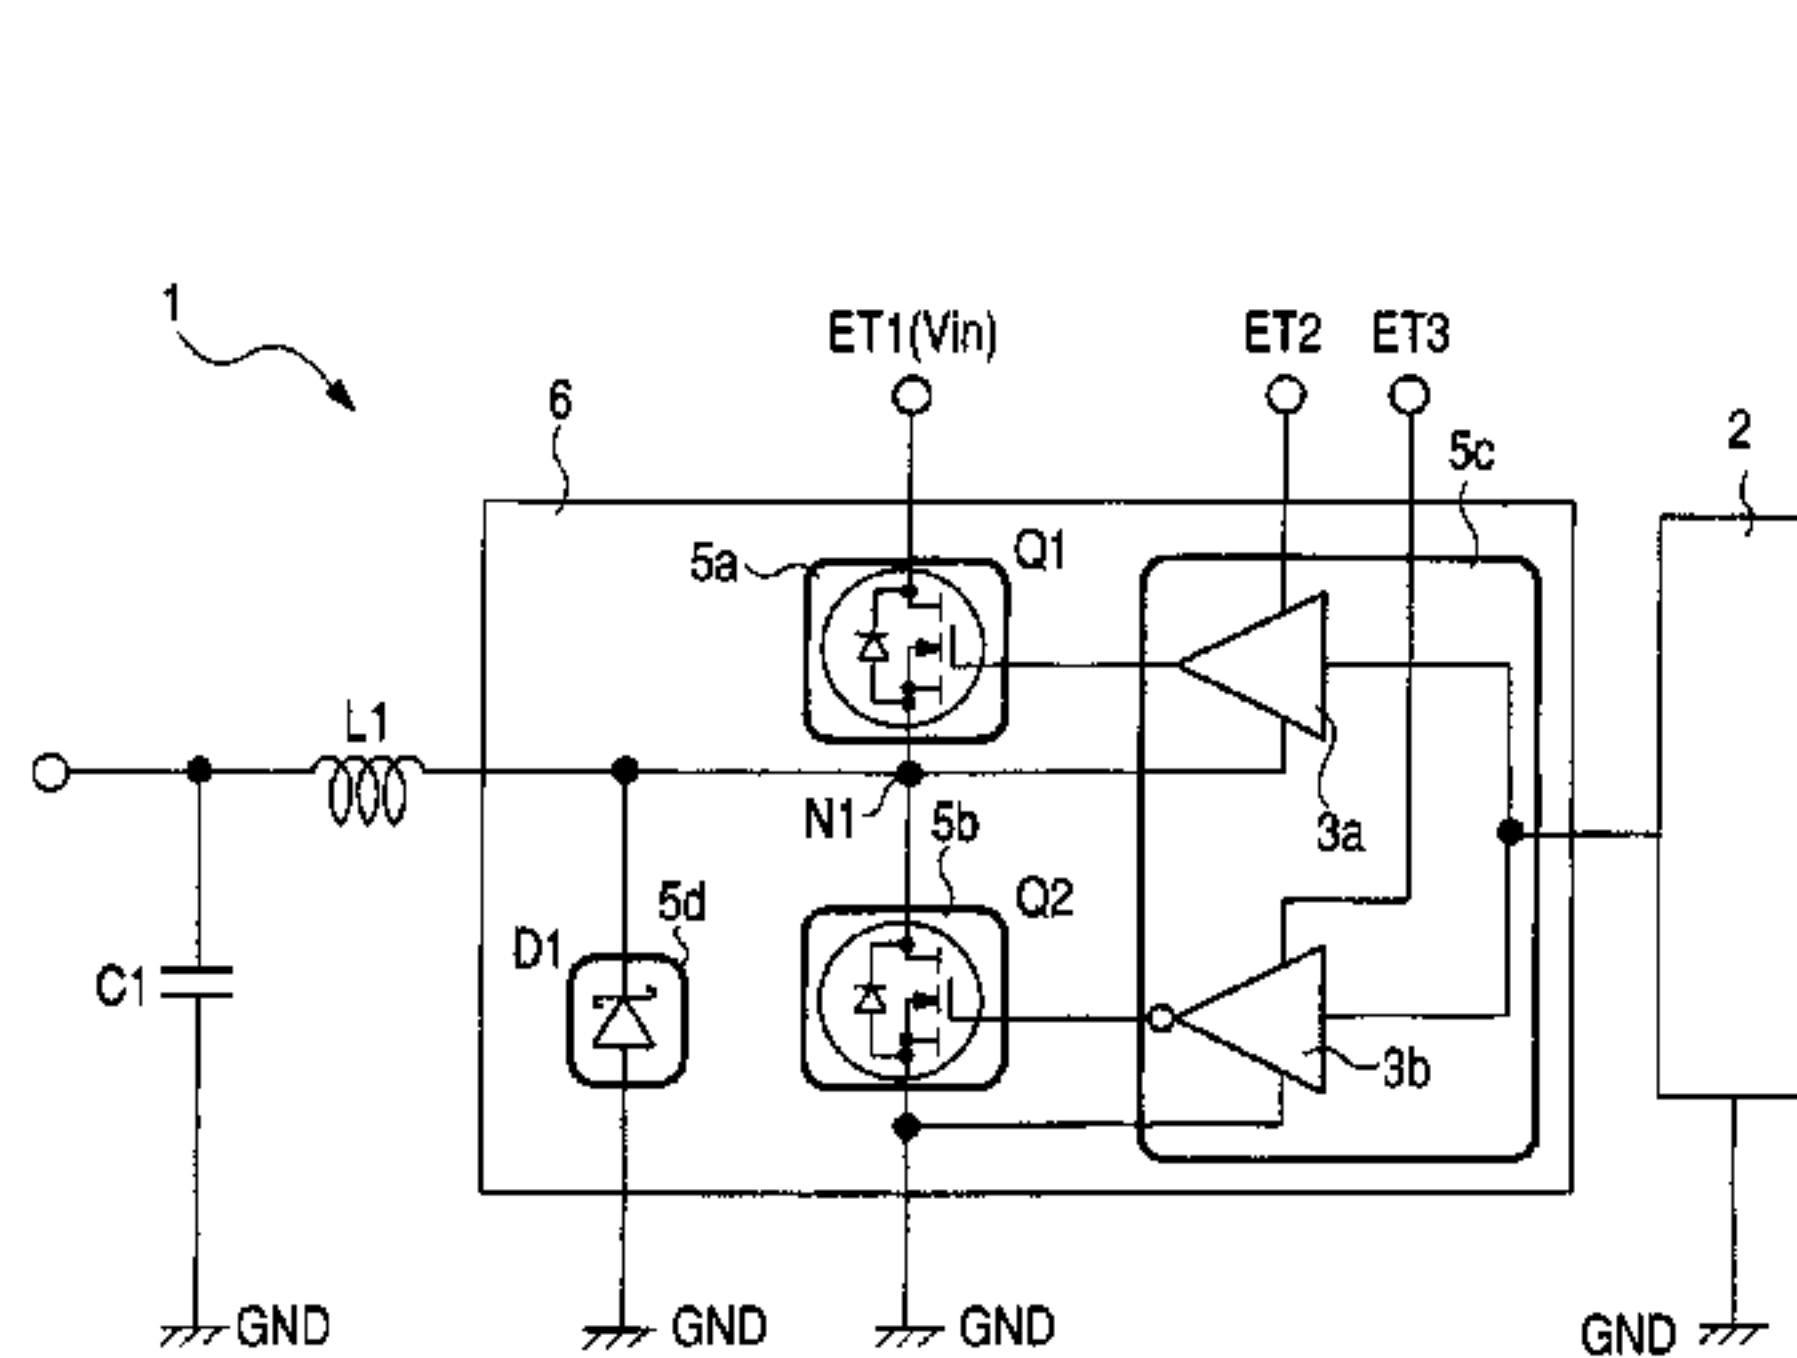 1
ET1(Vin)
ET2
ET3
6
5c
2
5a
Q1
L1
N1
5b
3a
Q2
5d
D1
C1
3b
GND
GND
GND
GND